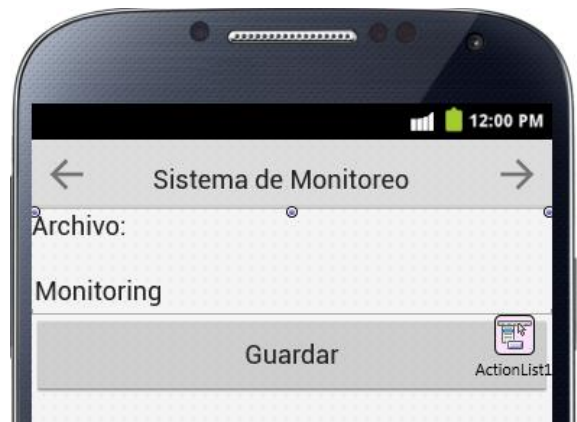 12:00 PM
Sistema de Monitoreo
Archivo:
Monitoring
Guardar
ActionList1